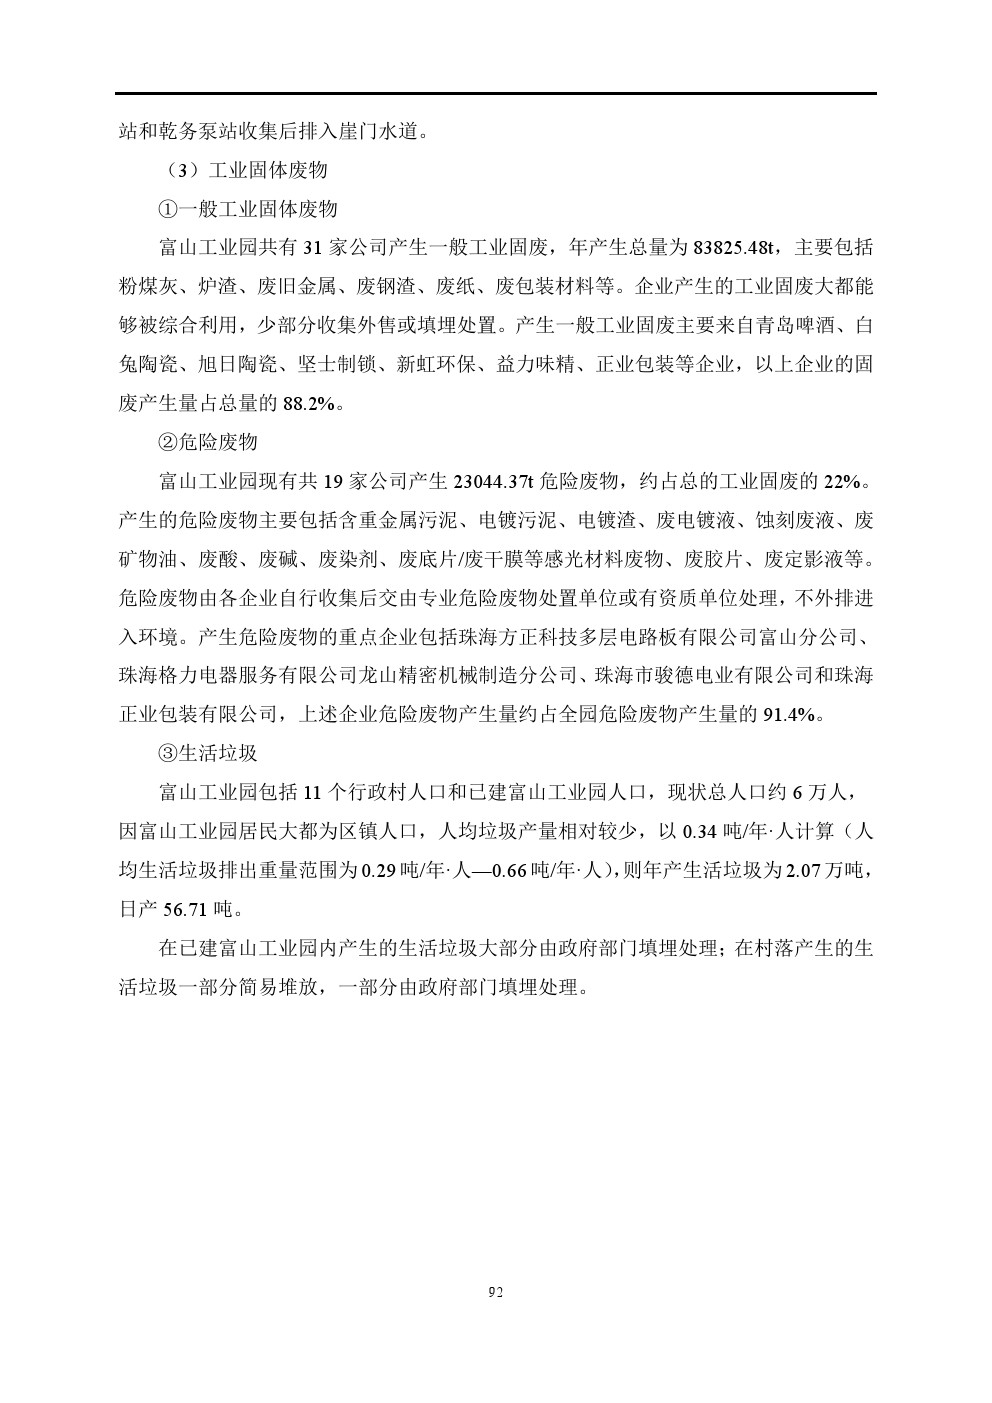 站和乾务泵站收集后排入崖门水道。
（3）工业固体废物
①一般工业固体废物
富山工业园共有 31 家公司产生一般工业固废，年产生总量为 83825.48t，主要包括
粉煤灰、炉渣、废旧金属、废钢渣、废纸、废包装材料等。企业产生的工业固废大都能
够被综合利用，少部分收集外售或填埋处置。产生一般工业固废主要来自青岛啤酒、白
兔陶瓷、旭日陶瓷、坚士制锁、新虹环保、益力味精、正业包装等企业，以上企业的固
废产生量占总量的 88.2%。
②危险废物
富山工业园现有共 19 家公司产生 23044.37t 危险废物，约占总的工业固废的 22%。
产生的危险废物主要包括含重金属污泥、电镀污泥、电镀渣、废电镀液、蚀刻废液、废
矿物油、废酸、废碱、废染剂、废底片/废干膜等感光材料废物、废胶片、废定影液等。
危险废物由各企业自行收集后交由专业危险废物处置单位或有资质单位处理，不外排进
入环境。产生危险废物的重点企业包括珠海方正科技多层电路板有限公司富山分公司、
珠海格力电器服务有限公司龙山精密机械制造分公司、珠海市骏德电业有限公司和珠海
正业包装有限公司，上述企业危险废物产生量约占全园危险废物产生量的 91.4%。
③生活垃圾
富山工业园包括 11 个行政村人口和已建富山工业园人口，现状总人口约 6 万人，
因富山工业园居民大都为区镇人口，人均垃圾产量相对较少，以 0.34 吨/年·人计算（人
均生活垃圾排出重量范围为 0.29 吨/年·人—0.66 吨/年·人），则年产生活垃圾为 2.07 万吨，
日产 56.71 吨。
在已建富山工业园内产生的生活垃圾大部分由政府部门填埋处理；在村落产生的生
活垃圾一部分简易堆放，一部分由政府部门填埋处理。
92